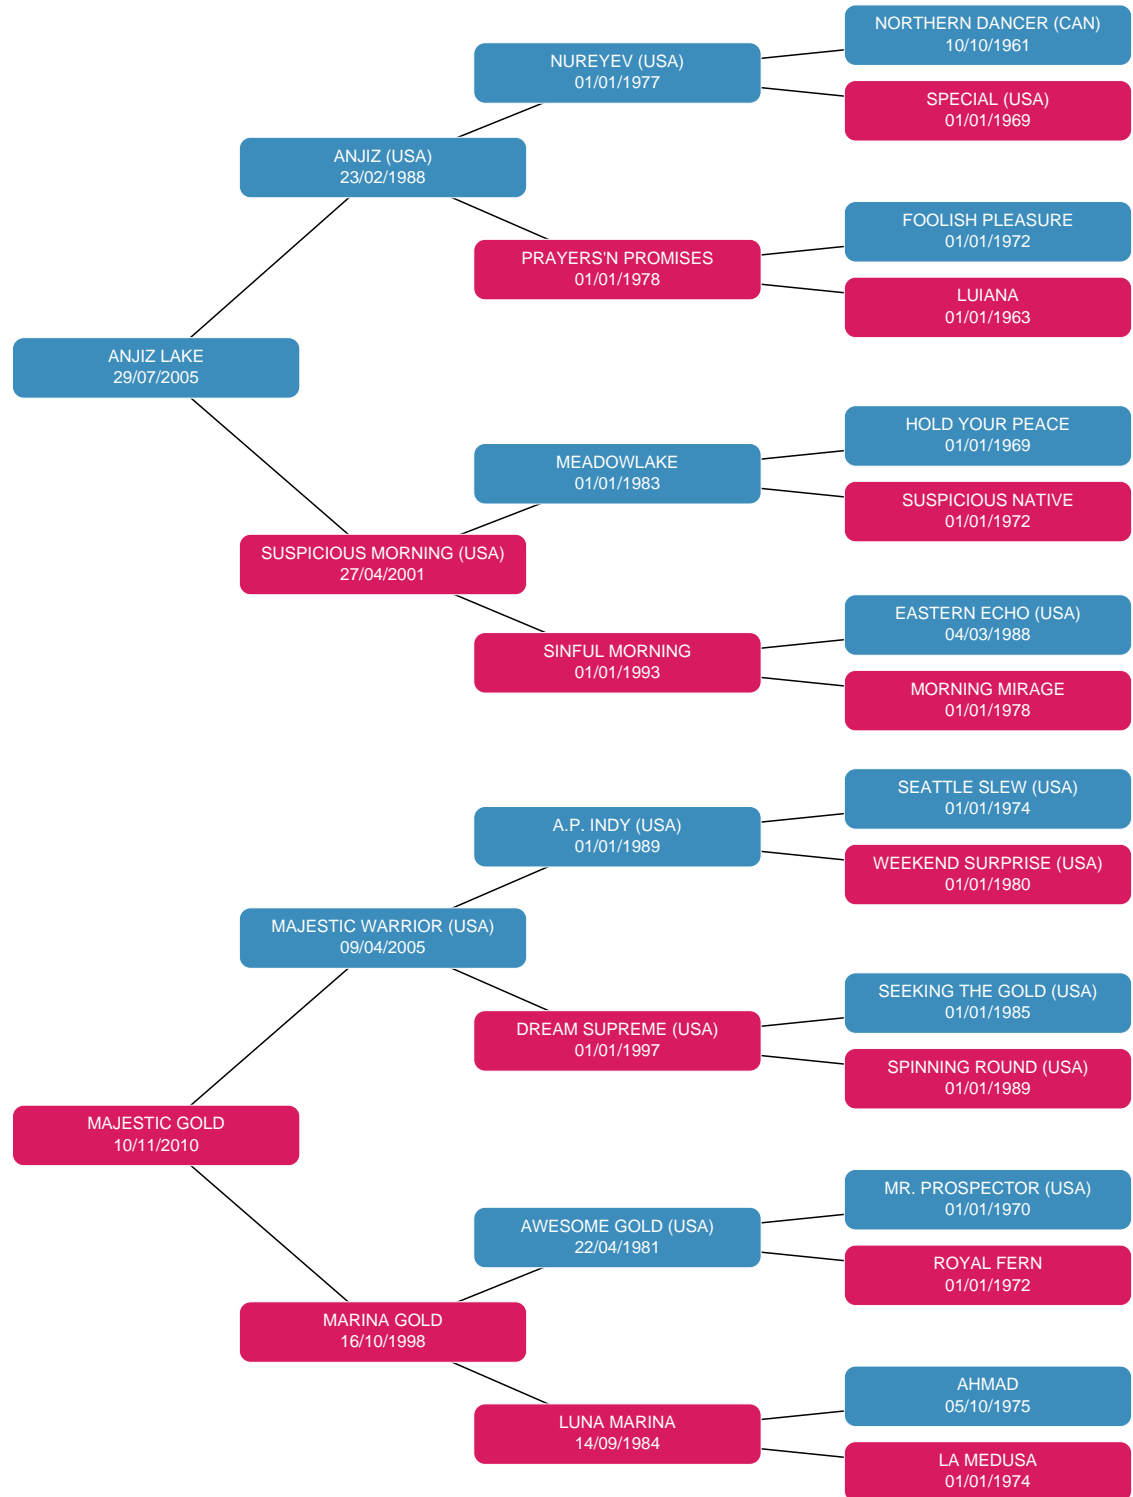 NORTHERN DANCER (CAN)
10/10/1961
NUREYEV (USA)
01/01/1977
SPECIAL (USA)
01/01/1969
ANJIZ (USA)
23/02/1988
FOOLISH PLEASURE
01/01/1972
PRAYERS'N PROMISES
01/01/1978
LUIANA
01/01/1963
ANJIZ LAKE
29/07/2005
HOLD YOUR PEACE
01/01/1969
MEADOWLAKE
01/01/1983
SUSPICIOUS NATIVE
01/01/1972
SUSPICIOUS MORNING (USA)
27/04/2001
EASTERN ECHO (USA)
04/03/1988
SINFUL MORNING
01/01/1993
MORNING MIRAGE
01/01/1978
SEATTLE SLEW (USA)
01/01/1974
A.P. INDY (USA)
01/01/1989
WEEKEND SURPRISE (USA)
01/01/1980
MAJESTIC WARRIOR (USA)
09/04/2005
SEEKING THE GOLD (USA)
01/01/1985
DREAM SUPREME (USA)
01/01/1997
SPINNING ROUND (USA)
01/01/1989
MAJESTIC GOLD
10/11/2010
MR. PROSPECTOR (USA)
01/01/1970
AWESOME GOLD (USA)
22/04/1981
ROYAL FERN
01/01/1972
MARINA GOLD
16/10/1998
AHMAD
05/10/1975
LUNA MARINA
14/09/1984
LA MEDUSA
01/01/1974